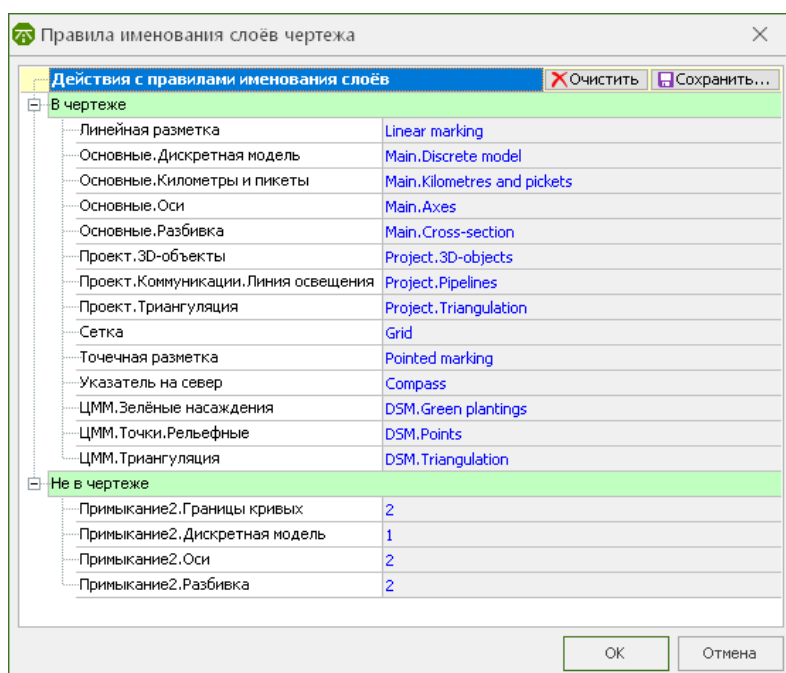 Правила именования слоёв чертежа
Действия с правилами именования слоёв Очистить Сохранить...
В чертеже
Линейная разметка Linear marking
Основные.Дискретная модель Main.Discrete model
Основные.Километры и пикеты Main.Kilometres and pickets
Основные.Оси Main.Axes
Основные.Разбивка Main.Cross-section
Проект.3D-объекты Project.3D-objects
Проект.Коммуникации.Линия освещения Project.Pipelines
Проект.Триангуляция Project.Triangulation
Сетка Grid
Точечная разметка Pointed marking
Указатель на север Compass
ЦММ.Зелёные насаждения DSM.Green plantings
ЦММ.Точки.Рельефные DSM.Points
ЦММ.Триангуляция DSM.Triangulation
Не в чертеже
Примыкание2.Границы кривых 2
Примыкание2.Дискретная модель 1
Примыкание2.Оси 2
Примыкание2.Разбивка 2
ОК Отмена